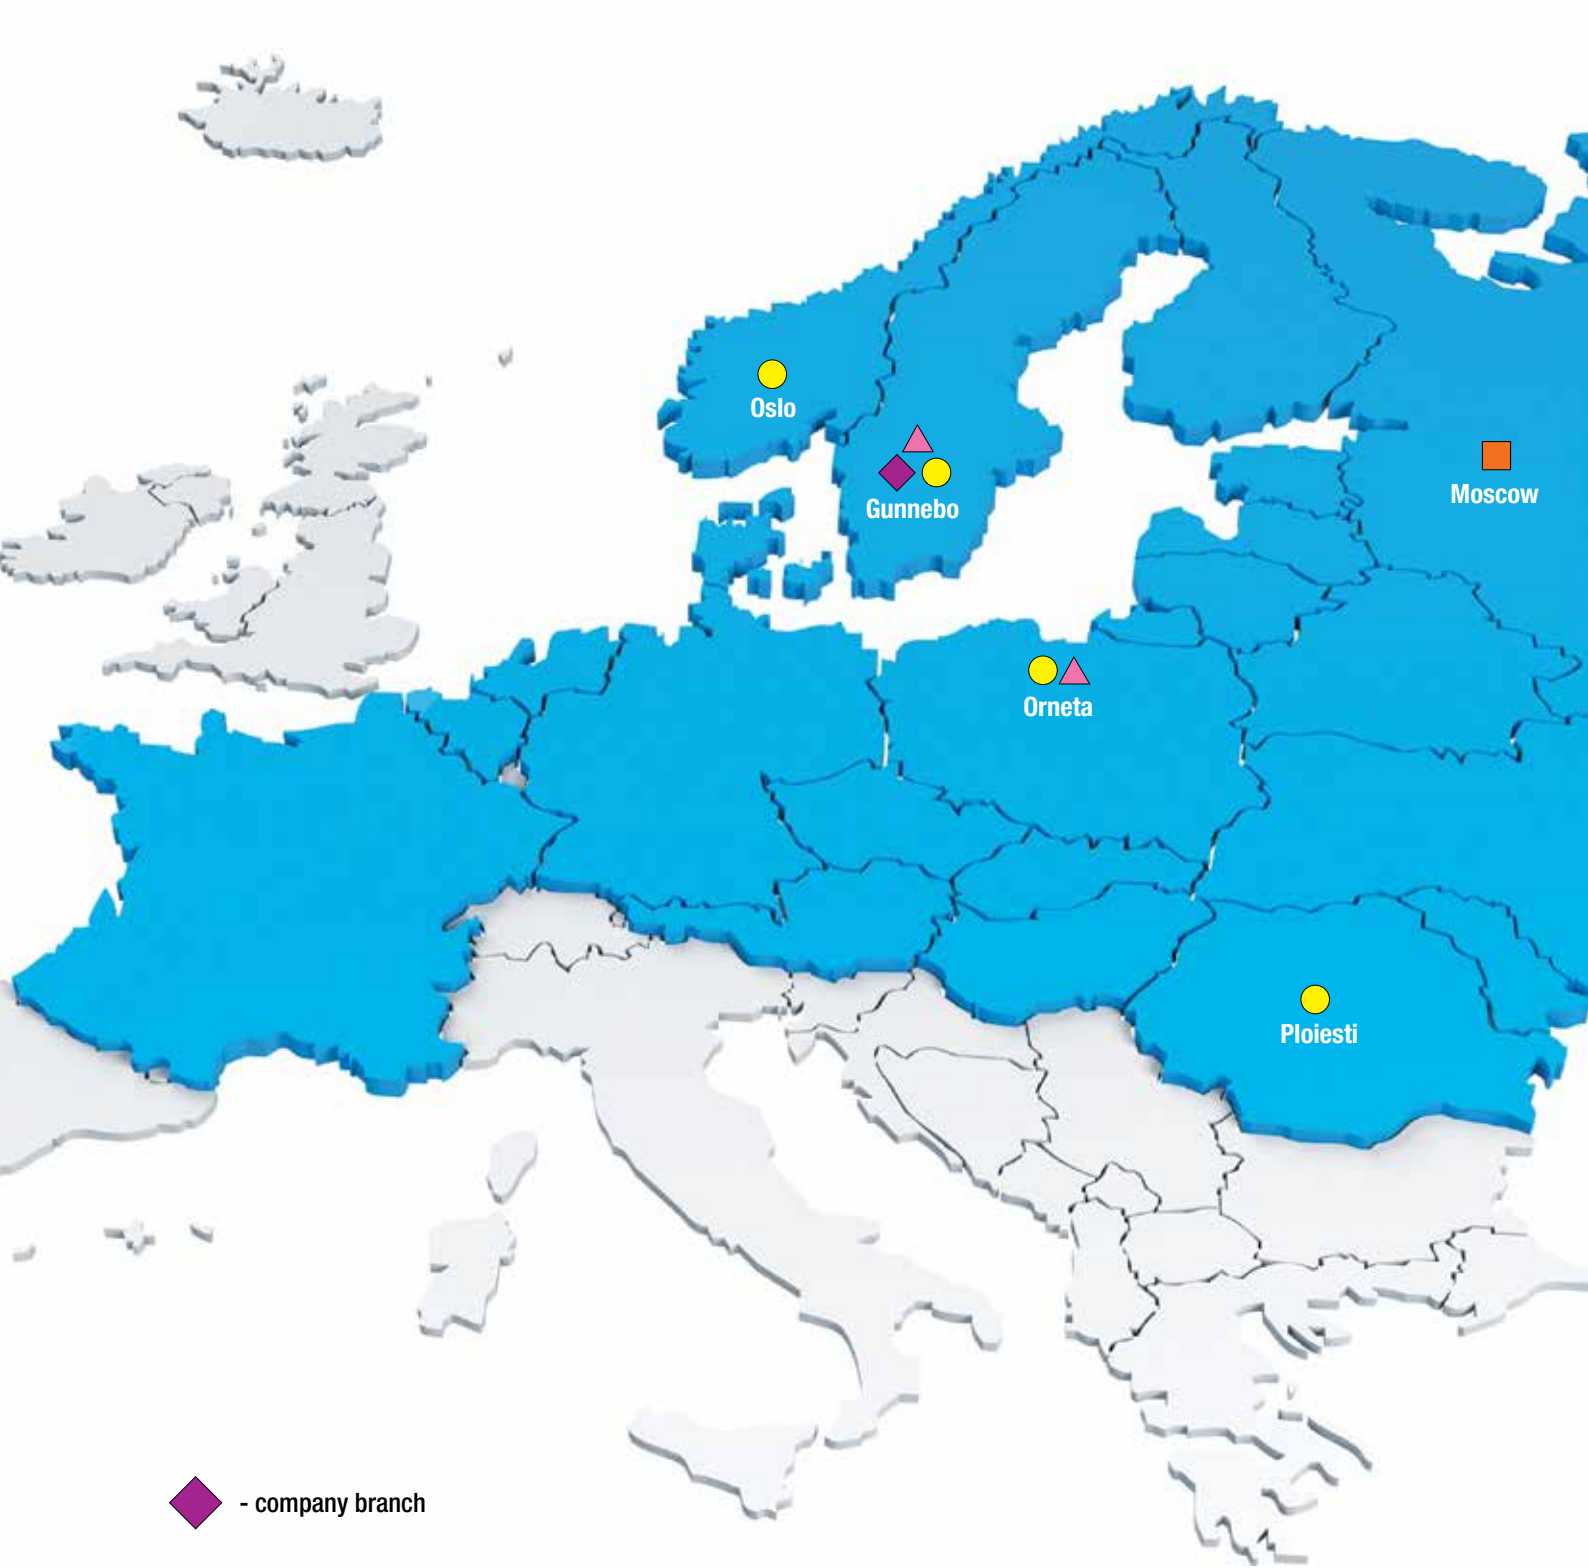 Oslo
Gunnebo
Moscow
Orneta
Ploiesti
- company branch